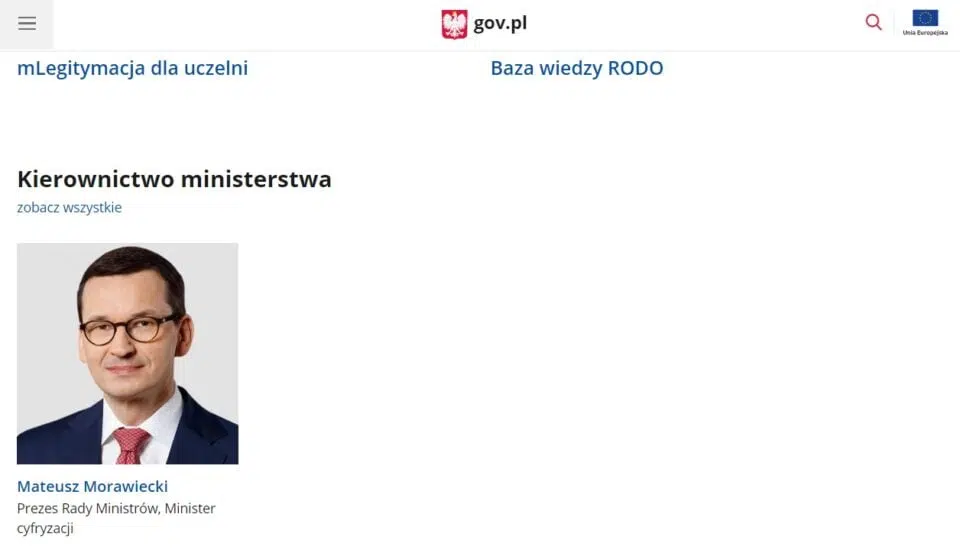 gov.pl
Unia Europejska
mLegitymacja dla uczelni
Baza wiedzy RODO
Kierownictwo ministerstwa
zobacz wszystkie
Mateusz Morawiecki
Prezes Rady Ministrów, Minister
cyfryzacji